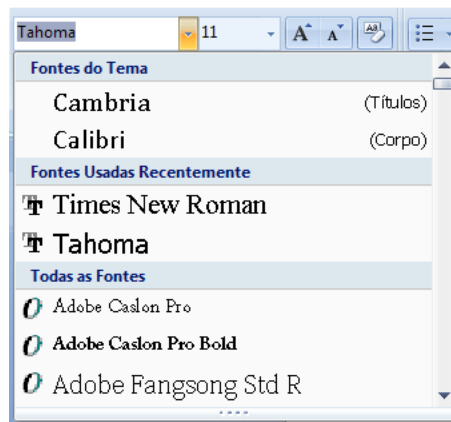 Tahoma 11 A A Aa
Fontes do Tema
Cambria (Títulos)
Calibri (Corpo)
Fontes Usadas Recentemente
Times New Roman
Tahoma
Todas as Fontes
Adobe Caslon Pro
Adobe Caslon Pro Bold
Adobe Fangsong Std R